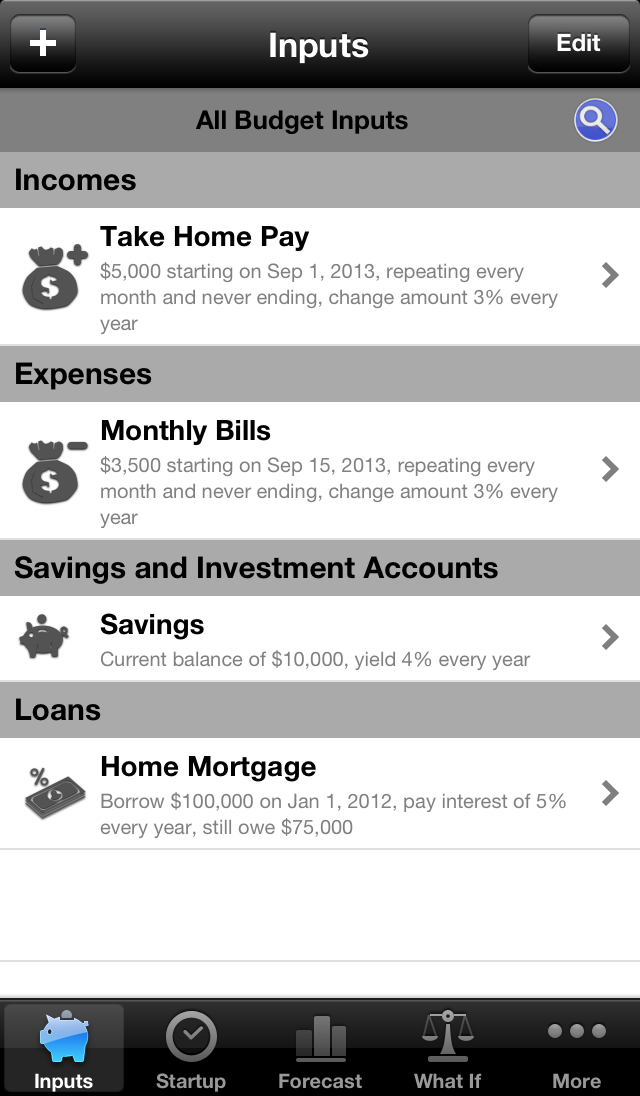 Inputs
Edit
All Budget Inputs
Incomes
Take Home Pay
$5,000 starting on Sep 1, 2013, repeating every
month and never ending, change amount 3% every
year
Expenses
Monthly Bills
$3,500 starting on Sep 15, 2013, repeating every
month and never ending, change amount 3% every
year
Savings and Investment Accounts
Savings
Current balance of $10,000, yield 4% every year
Loans
Home Mortgage
Borrow $100,000 on Jan 1, 2012, pay interest of 5%
every year, still owe $75,000
Inputs
Startup
Forecast
What If
More